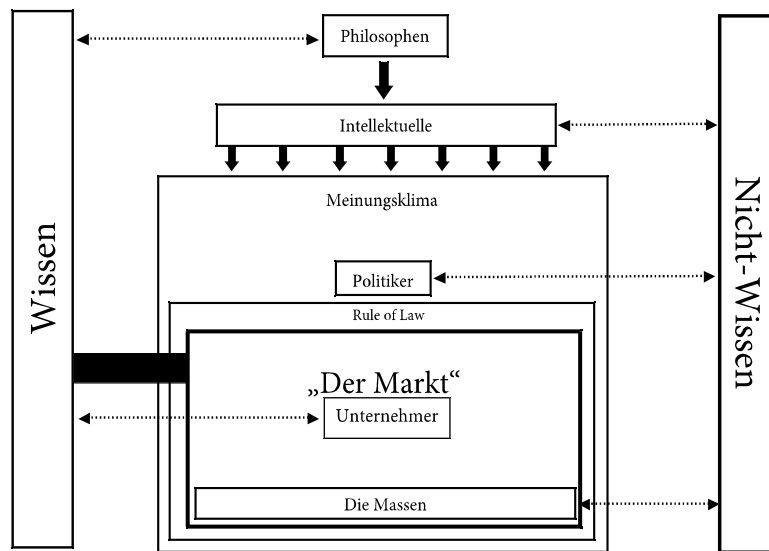 Philosophen
Intellektuelle
Meinungsklima
Politiker
Rule of Law
„Der Markt“
Unternehmer
Die Massen
Wissen
Nicht-Wissen